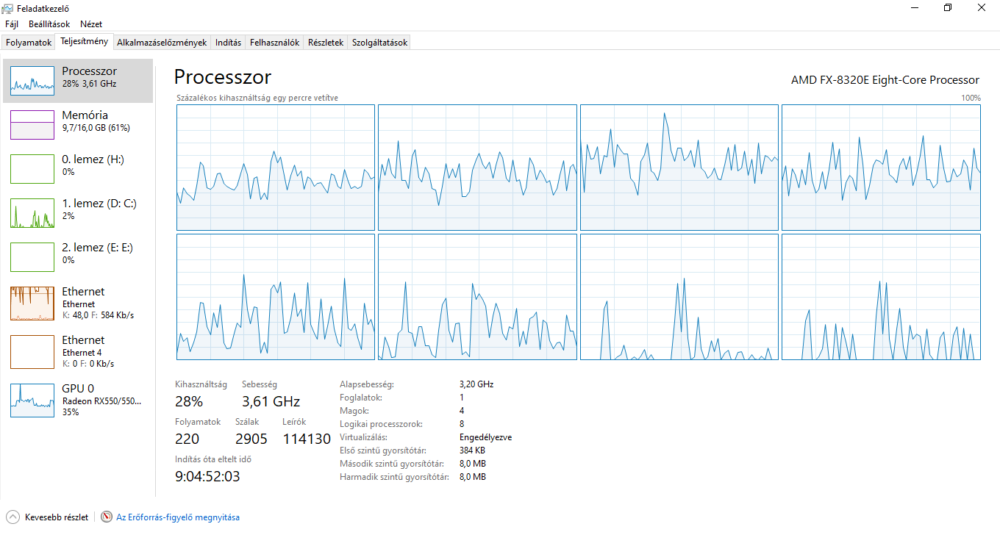 Feladatkezelő
Fájl Beállítások Nézet
Folyamatok Teljesítmény Alkalmazáselőzmények Indítás Felhasználók Részletek Szolgáltatások
Processzor
28% 3,61 GHz
Memória
9,7/16,0 GB (61%)
0. lemez (H:)
0%
1. lemez (D: C:)
2%
2. lemez (E: E:)
0%
Ethernet
Ethernet
K: 48,0 F: 584 Kb/s
Ethernet
Ethernet 4
K: 0 F: 0 Kb/s
GPU 0
Radeon RX550/550...
35%
Processzor AMD FX-8320E Eight-Core Processor
Százalékos kihasználtság egy percre vetítve 100%
Kihasználtság Sebesség
28% 3,61 GHz
Folyamatok Szálak Leírók
220 2905 114130
Indítás óta eltelt idő
9:04:52:03
Alapsebesség: 3,20 GHz
Foglalatok: 1
Magok: 4
Logikai processzorok: 8
Virtualizálás: Engedélyezve
Első szintű gyorsítótár: 384 KB
Második szintű gyorsítótár: 8,0 MB
Harmadik szintű gyorsítótár: 8,0 MB
Kevesebb részlet Az Erőforrás-figyelő megnyitása